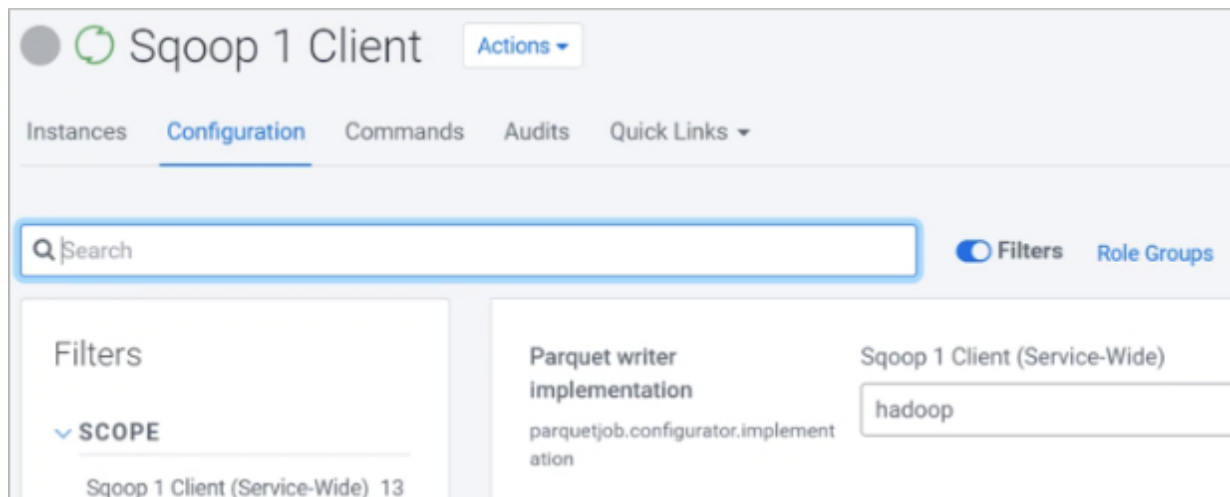 Sqoop 1 Client Actions
Instances Configuration Commands Audits Quick Links
Search Filters Role Groups
Filters
SCOPE
Sqoop 1 Client (Service-Wide) 13
Parquet writer
implementation
parquetjob.configurator.implement
ation
Sqoop 1 Client (Service-Wide)
hadoop